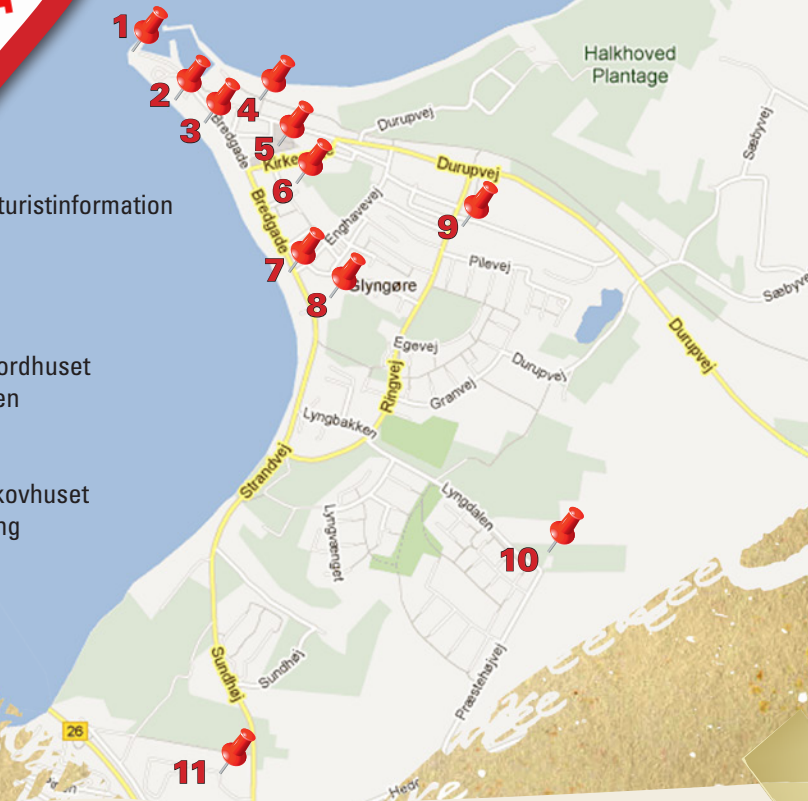 1
2
3
4
5
6
7
8
9
10
11
Halkhoved
Plantage
Durupvej
Sæbyvej
Bredgade
Durupvej
turistinformation
Bredgade
Enghavevej
Pilevej
Glyngøre
Durupvej
Egevej
ordhuset
en
Ringvej
Granvej
Durupvej
Lyngbakken
Strandvej
kovhuset
ng
Lyngdalen
Lyngvænget
Sundhøj
Sundhøj
Præstehøjvej
26